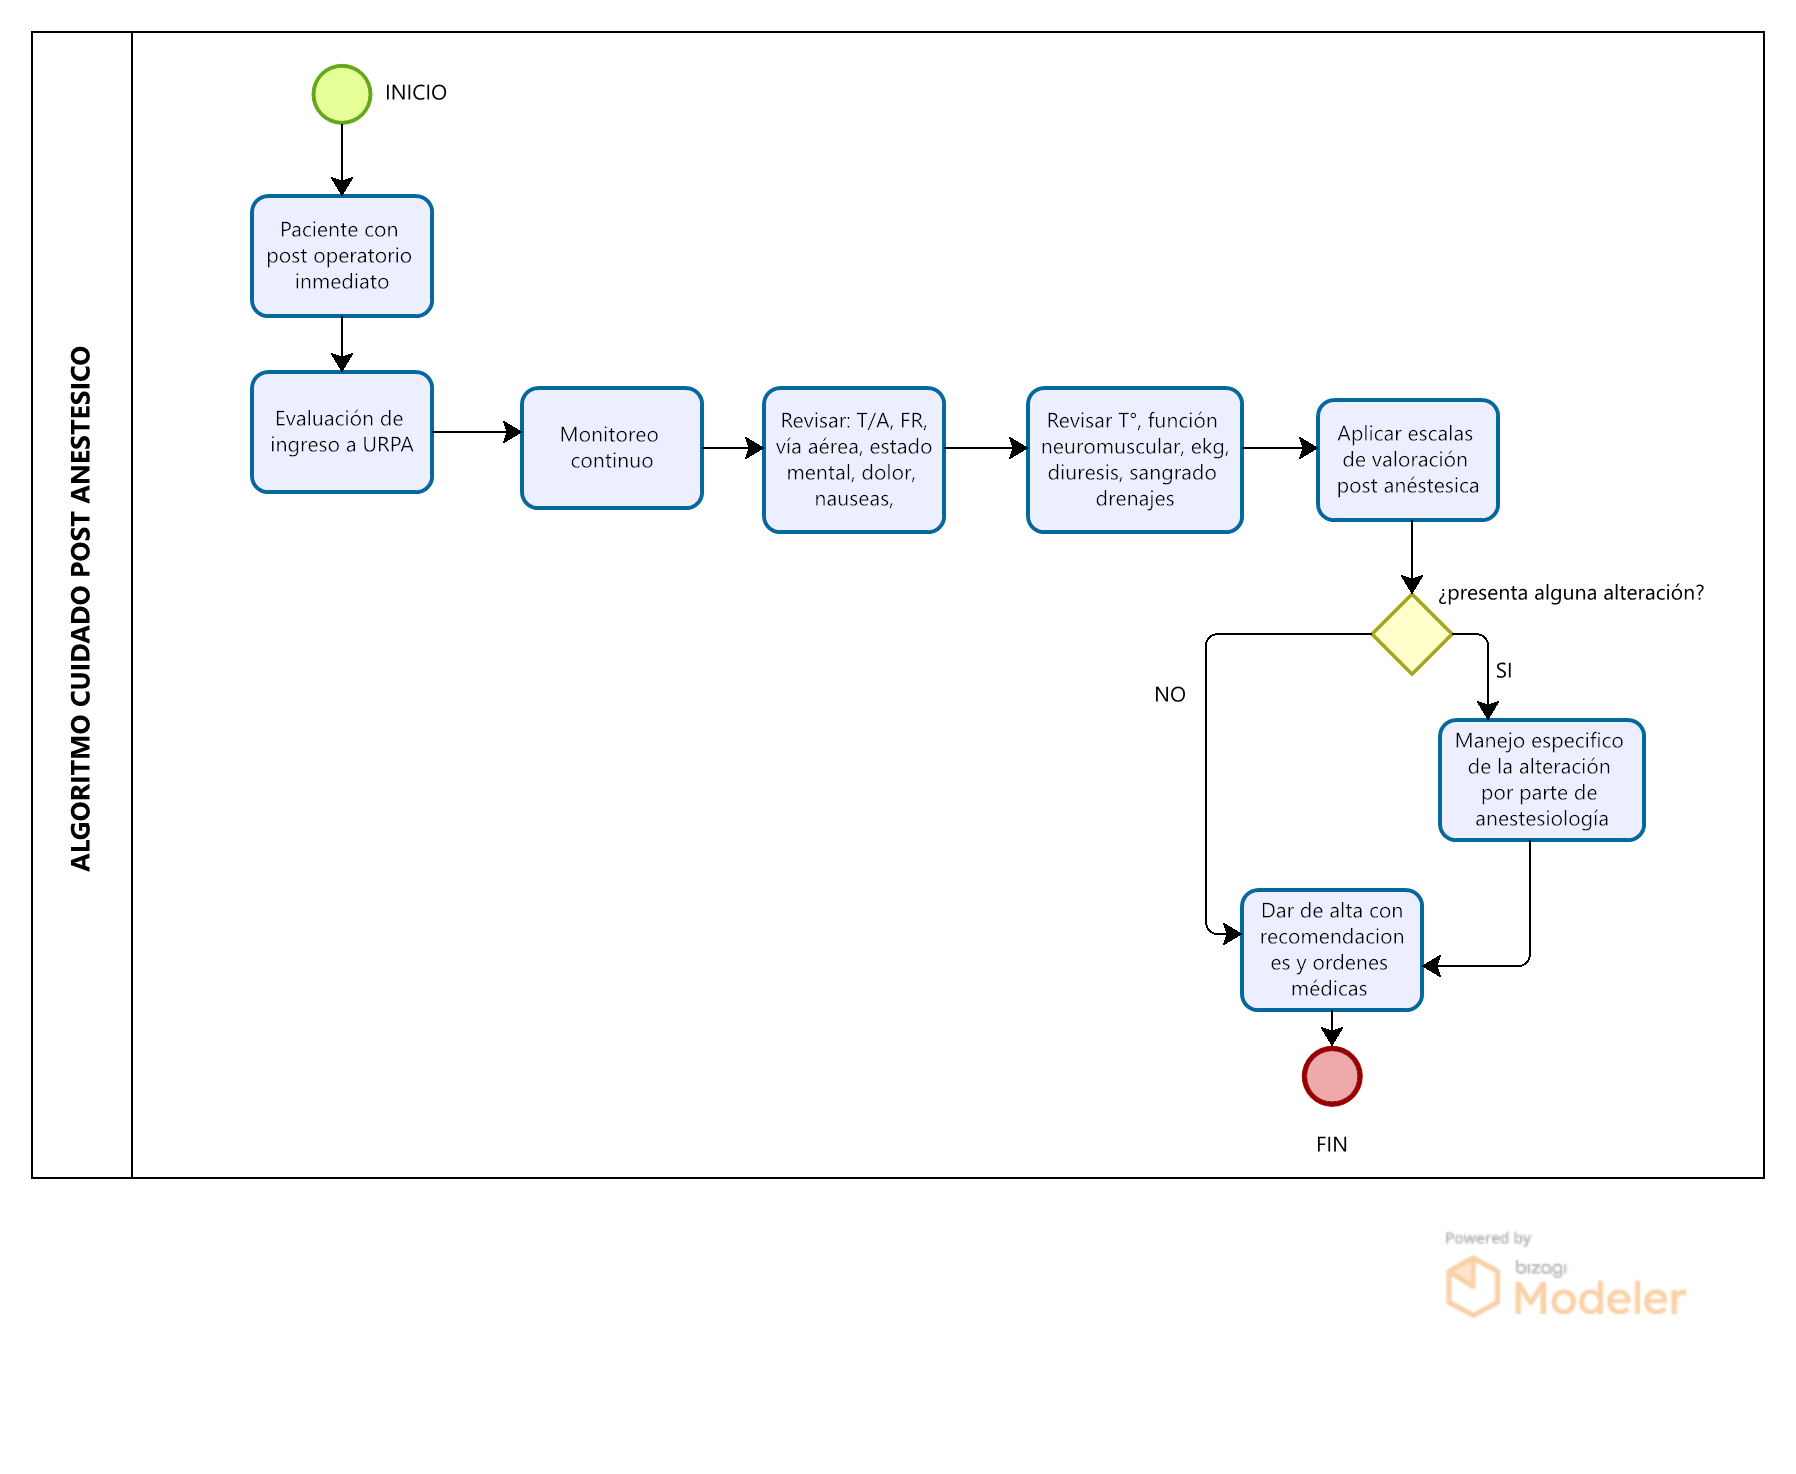 ALGORITMO CUIDADO POST ANESTESICO
INICIO
Paciente con
post operatorio
inmediato
Evaluación de
ingreso a URPA
Monitoreo
continuo
Revisar: T/A, FR,
vía aérea, estado
mental, dolor,
nauseas,
Revisar T°, función
neuromuscular, ekg,
diuresis, sangrado
drenajes
Aplicar escalas
de valoración
post anéstesica
¿presenta alguna alteración?
NO
SI
Manejo especifico
de la alteración
por parte de
anestesiología
Dar de alta con
recomendacion
es y ordenes
médicas
FIN
Powered by
bizagi
Modeler